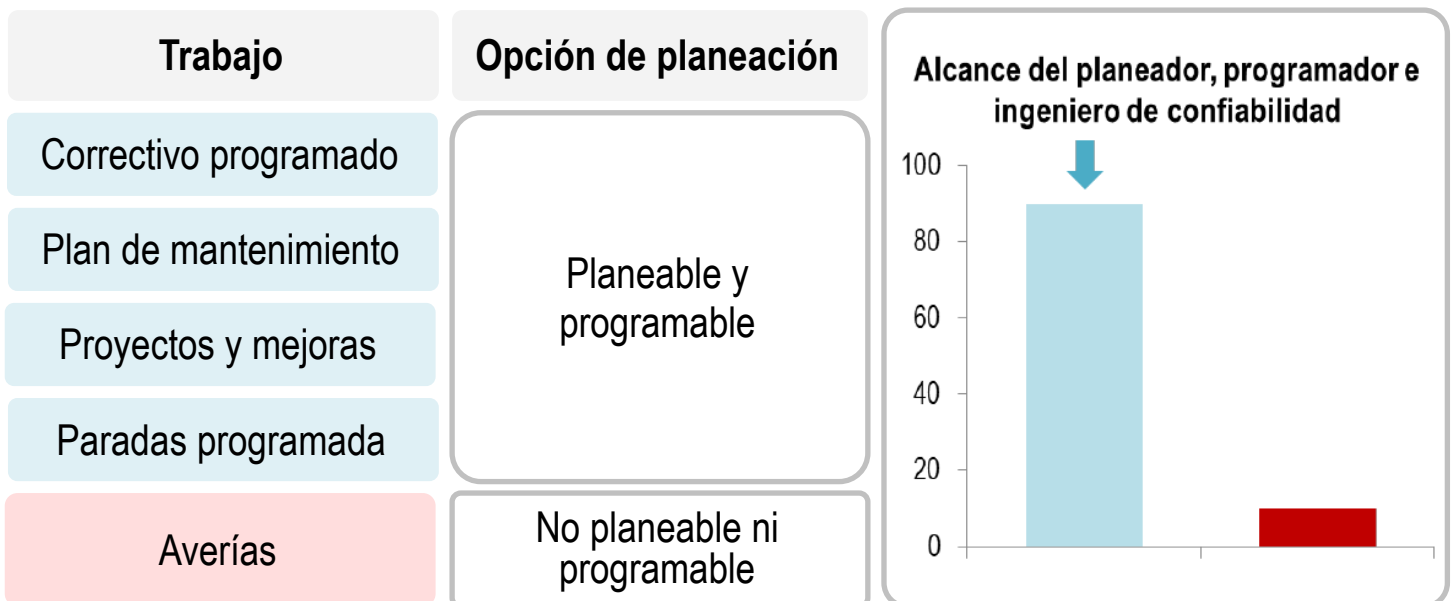 Trabajo
Opción de planeación
Correctivo programado
Plan de mantenimiento
Proyectos y mejoras
Paradas programada
Averías
Planeable y
programable
No planeable ni
programable
Alcance del planeador, programador e
ingeniero de confiabilidad
100
80
60
40
20
0